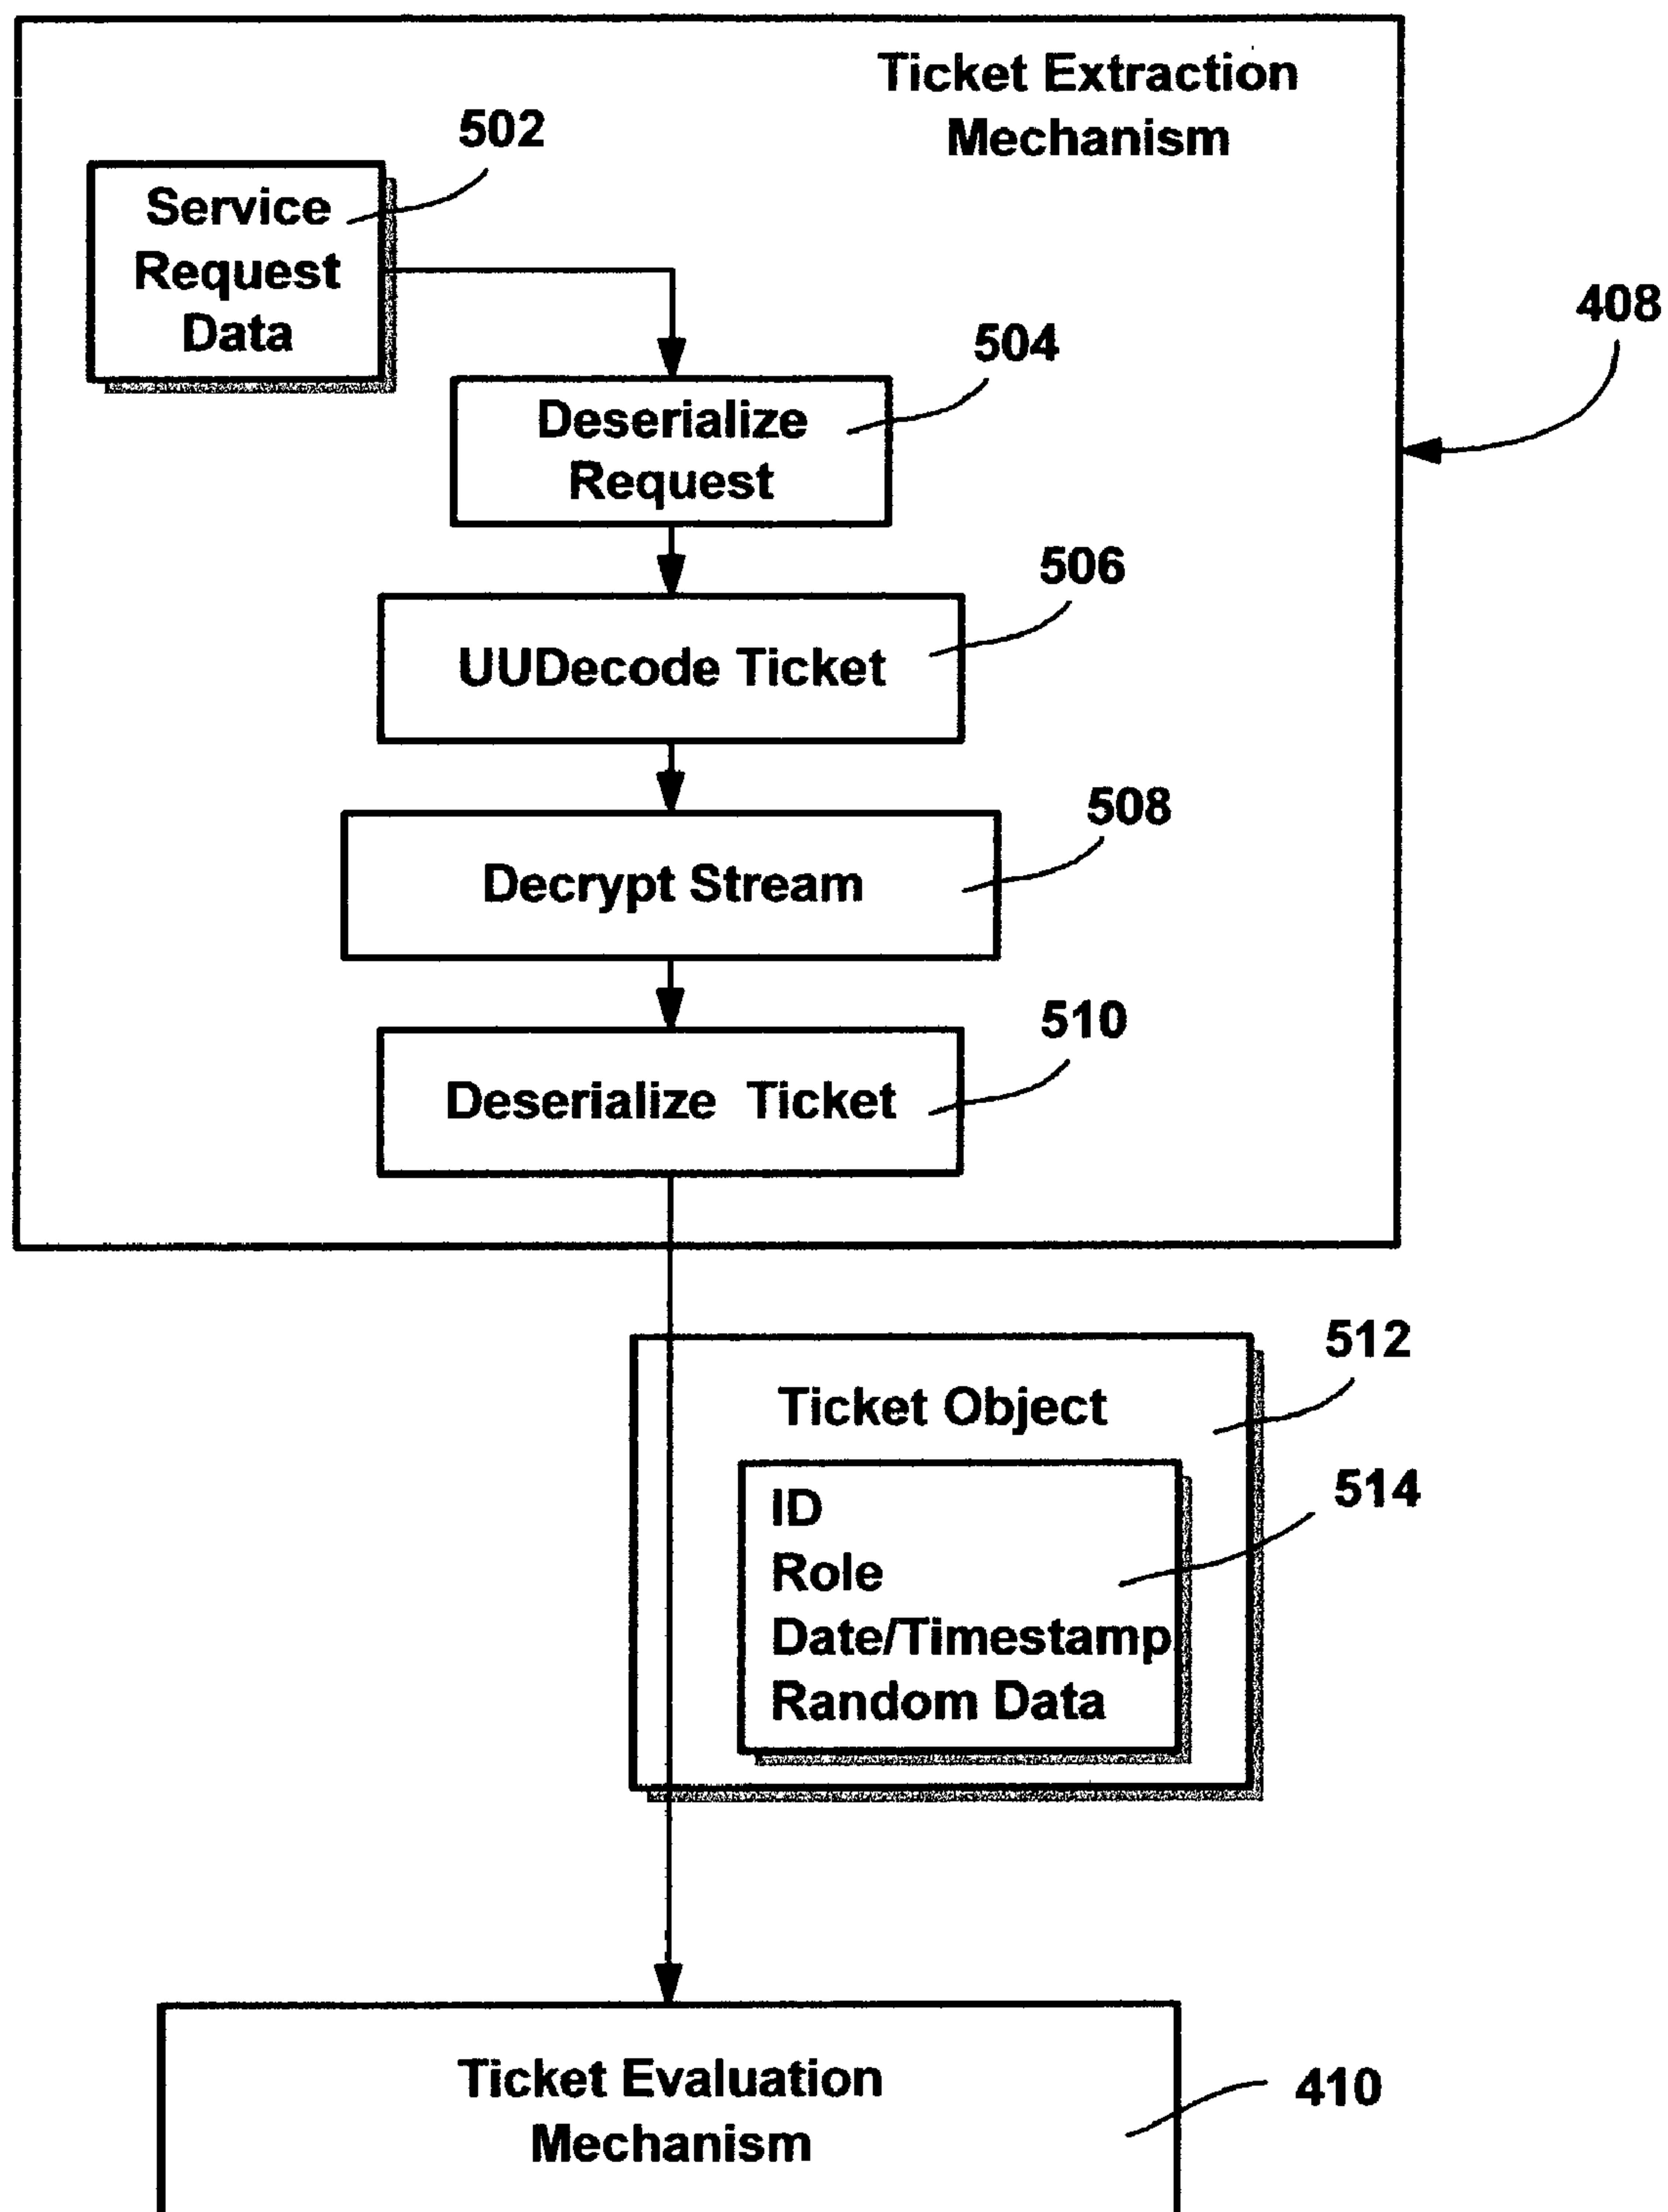 Ticket Extraction
Mechanism
502
Service
Request
Data
408
504
Deserialize
Request
506
UUDecode Ticket
508
Decrypt Stream
510
Deserialize Ticket
512
Ticket Object
514
ID
Role
Date/Timestamp
Random Data
Ticket Evaluation
Mechanism
410